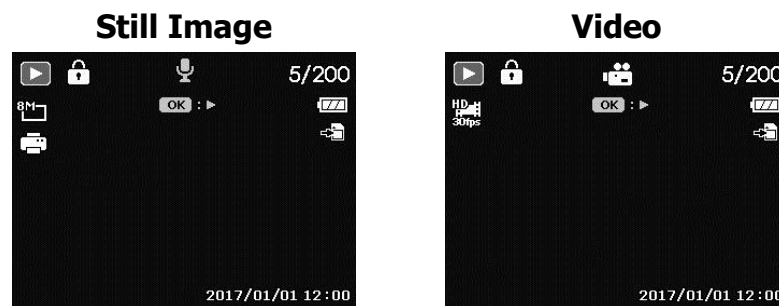 Still Image
Video
5/200
8M
OK : ▶
2017/01/01 12:00
5/200
HD
30fps
OK : ▶
2017/01/01 12:00